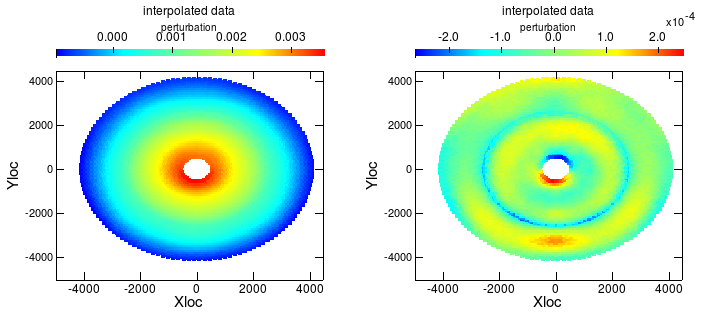 interpolated data
perturbation
0.000 0.001 0.002 0.003
4000
2000
0
-2000
-4000
Yloc
-4000 -2000 0 2000 4000
Xloc
interpolated data
perturbation
x10^-4
-2.0 -1.0 0.0 1.0 2.0
4000
2000
0
-2000
-4000
Yloc
-4000 -2000 0 2000 4000
Xloc